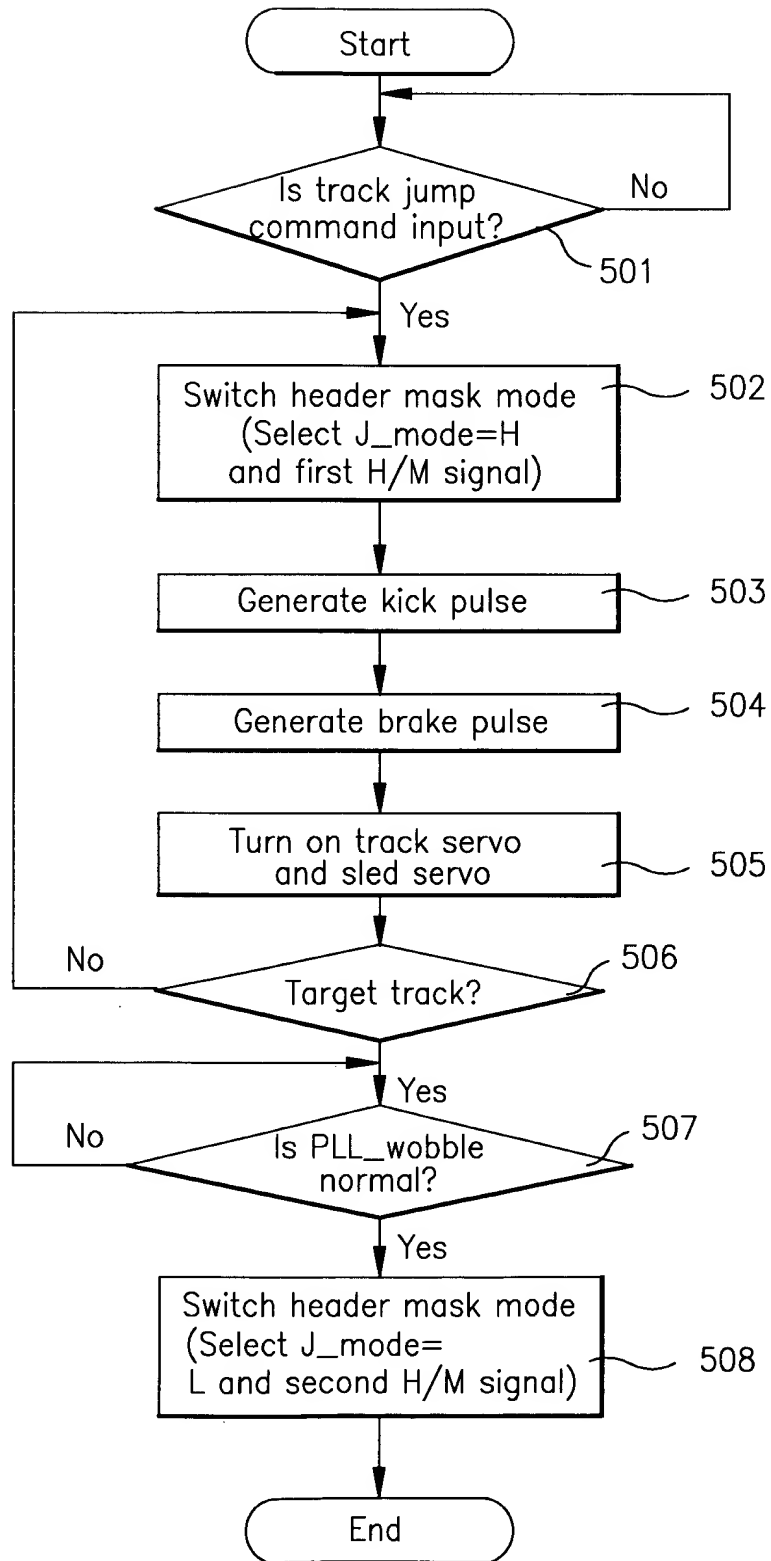 Start
Is track jump
command input?
No
501
Yes
Switch header mask mode
(Select J_mode=H
and first H/M signal)
502
Generate kick pulse
503
Generate brake pulse
504
Turn on track servo
and sled servo
505
No
Target track?
506
Yes
No
Is PLL_wobble
normal?
507
Yes
Switch header mask mode
(Select J_mode=
L and second H/M signal)
508
End